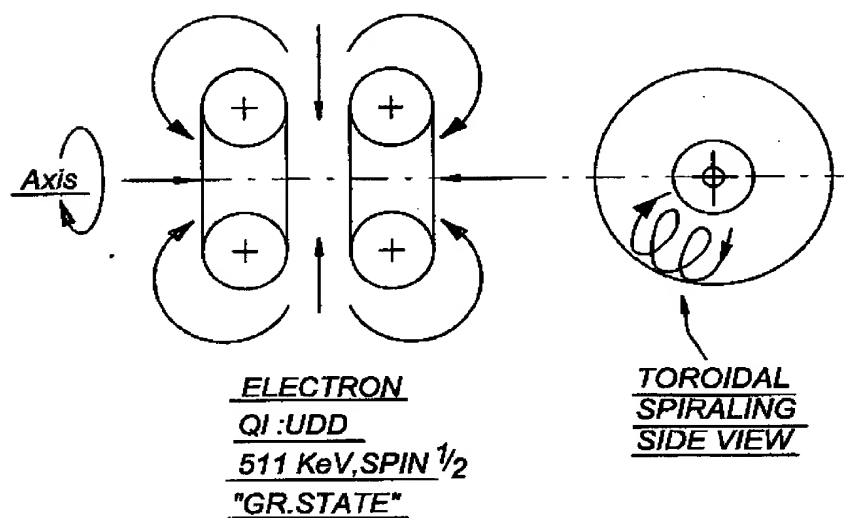 Axis
ELECTRON
QI :UDD
511 KeV,SPIN 1/2
"GR.STATE"
TOROIDAL
SPIRALING
SIDE VIEW